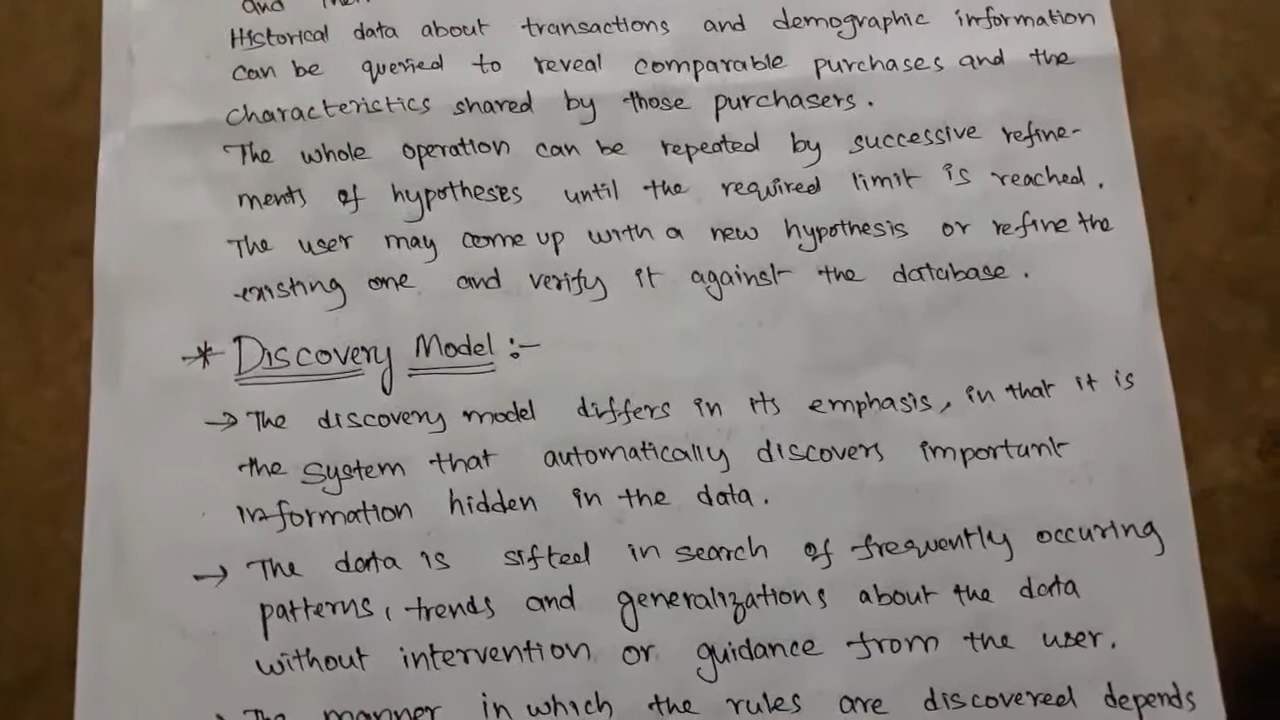 and then
Historical data about transactions and demographic information
can be queried to reveal comparable purchases and the
characterictics shared by those purchasers.
The whole operation can be repeated by successive refine-
ments of hypotheses until the required limit is reached.
The user may come up with a new hypothesis or refine the
existing one and verify it against the database.
* Discovery Model :-
→ The discovery model differs in its emphasis, in that it is
the system that automatically discovers important
information hidden in the data.
→ The data is sifted in search of frequently occuring
patterns, trends and generalizations about the data
without intervention or guidance from the user.
→ The manner in which the rules are discovered depends